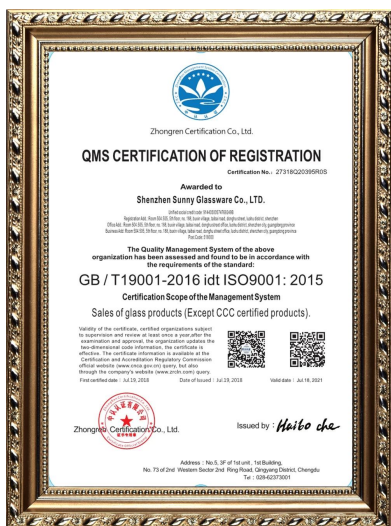 Zhongren Certification Co., Ltd.
QMS CERTIFICATION OF REGISTRATION
Certification No.: 27318Q20395R0S
Awarded to
Shenzhen Sunny Glassware Co., LTD.
The Quality Management System of the above
organization has been assessed and found to be in accordance with
the requirements of the standard:
GB / T19001-2016 idt ISO9001: 2015
Certification Scope of the Management System
Sales of glass products (Except CCC certified products).
Validity of the certificate, certified organizations subject
to supervision and review at least once a year,after the
examination and approval, the organization updates the
two-dimensional code information, the certificate is
effective. The certificate information is available at the
Certification and Accreditation Regulatory Commission
official website (www.cnca.gov.cn) query, but also
through the company's website (www.zrcln.com) query.
First certified date : Jul.19, 2018
Date of Issued : Jul.19, 2018
Valid date : Jul.18, 2021
Zhongren Certification Co., Ltd.
Issued by : Haibo che
Address : No.5, 3F of 1st unit , 1st Building,
No. 73 of 2nd Western Sector 2nd Ring Road, Qingyang District, Chengdu
Tel : 028-62373001